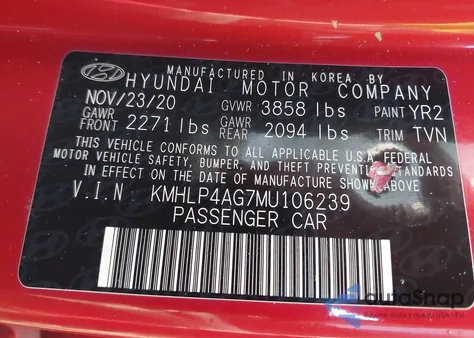 MANUFACTURED IN KOREA BY
HYUNDAI MOTOR COMPANY
NOV/23/20 GVWR 3858 lbs PAINT YR2
GAWR FRONT 2271 lbs GAWR REAR 2094 lbs TRIM TVN
THIS VEHICLE CONFORMS TO ALL APPLICABLE U.S.A. FEDERAL
MOTOR VEHICLE SAFETY, BUMPER, AND THEFT PREVENTION STANDARDS
IN EFFECT ON THE DATE OF MANUFACTURE SHOWN ABOVE
V.I.N KMHLP4AG7MU106239
PASSENGER CAR
autaSnap